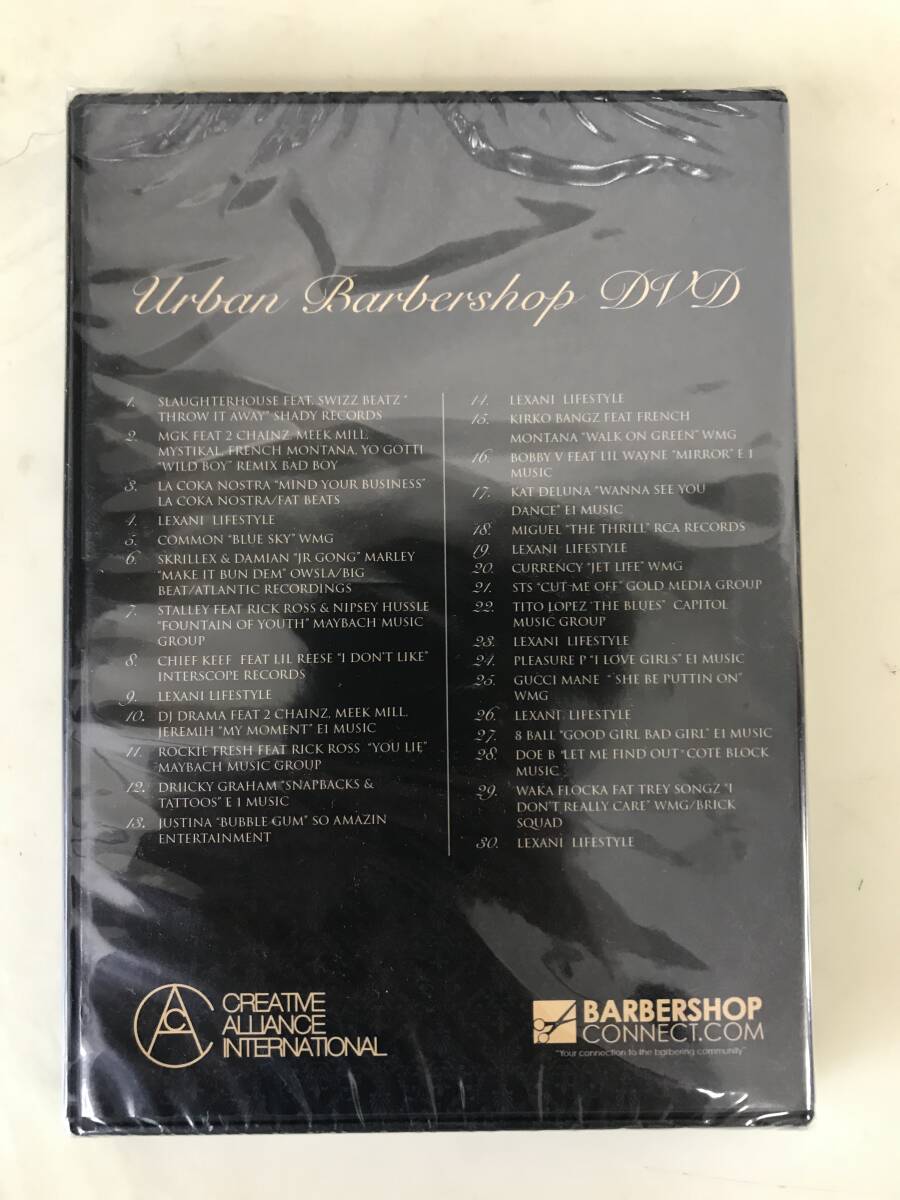 Urban Barbershop DVD
1. SLAUGHTERHOUSE FEAT. SWIZZ BEATZ "
THROW IT AWAY" SHADY RECORDS
2. MGK FEAT 2 CHAINZ, MEEK MILL,
MYSTIKAL, FRENCH MONTANA, YO GOTTI
"WILD BOY" REMIX BAD BOY
3. LA COKA NOSTRA "MIND YOUR BUSINESS"
LA COKA NOSTRA/FAT BEATS
4. LEXANI LIFESTYLE
5. COMMON "BLUE SKY" WMG
6. SKRILLEX & DAMIAN "JR GONG" MARLEY
"MAKE IT BUN DEM" OWSLA/BIG
BEAT/ATLANTIC RECORDINGS
7. STALLEY FEAT RICK ROSS & NIPSEY HUSSLE
"FOUNTAIN OF YOUTH" MAYBACH MUSIC
GROUP
8. CHIEF KEEF FEAT LIL REESE "I DON'T LIKE"
INTERSCOPE RECORDS
9. LEXANI LIFESTYLE
10. DJ DRAMA FEAT 2 CHAINZ, MEEK MILL,
JEREMIH "MY MOMENT" E1 MUSIC
11. ROCKIE FRESH FEAT RICK ROSS "YOU LIE"
MAYBACH MUSIC GROUP
12. DRIICKY GRAHAM "SNAPBACKS &
TATTOOS" E 1 MUSIC
13. JUSTINA "BUBBLE GUM" SO AMAZIN
ENTERTAINMENT
14. LEXANI LIFESTYLE
15. KIRKO BANGZ FEAT FRENCH
MONTANA "WALK ON GREEN" WMG
16. BOBBY V FEAT LIL WAYNE "MIRROR" E 1
MUSIC
17. KAT DELUNA "WANNA SEE YOU
DANCE" E1 MUSIC
18. MIGUEL "THE THRILL" RCA RECORDS
19. LEXANI LIFESTYLE
20. CURRENCY "JET LIFE" WMG
21. STS "CUT ME OFF" GOLD MEDIA GROUP
22. TITO LOPEZ "THE BLUES" CAPITOL
MUSIC GROUP
23. LEXANI LIFESTYLE
24. PLEASURE P "I LOVE GIRLS" E1 MUSIC
25. GUCCI MANE " SHE BE PUTTIN ON"
WMG
26. LEXANI LIFESTYLE
27. 8 BALL "GOOD GIRL BAD GIRL" E1 MUSIC
28. DOE B "LET ME FIND OUT" COTE BLOCK
MUSIC
29. WAKA FLOCKA FAT TREY SONGZ "I
DON'T REALLY CARE" WMG/BRICK
SQUAD
30. LEXANI LIFESTYLE
CAC
CREATIVE
ALLIANCE
INTERNATIONAL
BARBERSHOP
CONNECT.COM
"Your connection to the barbering community"